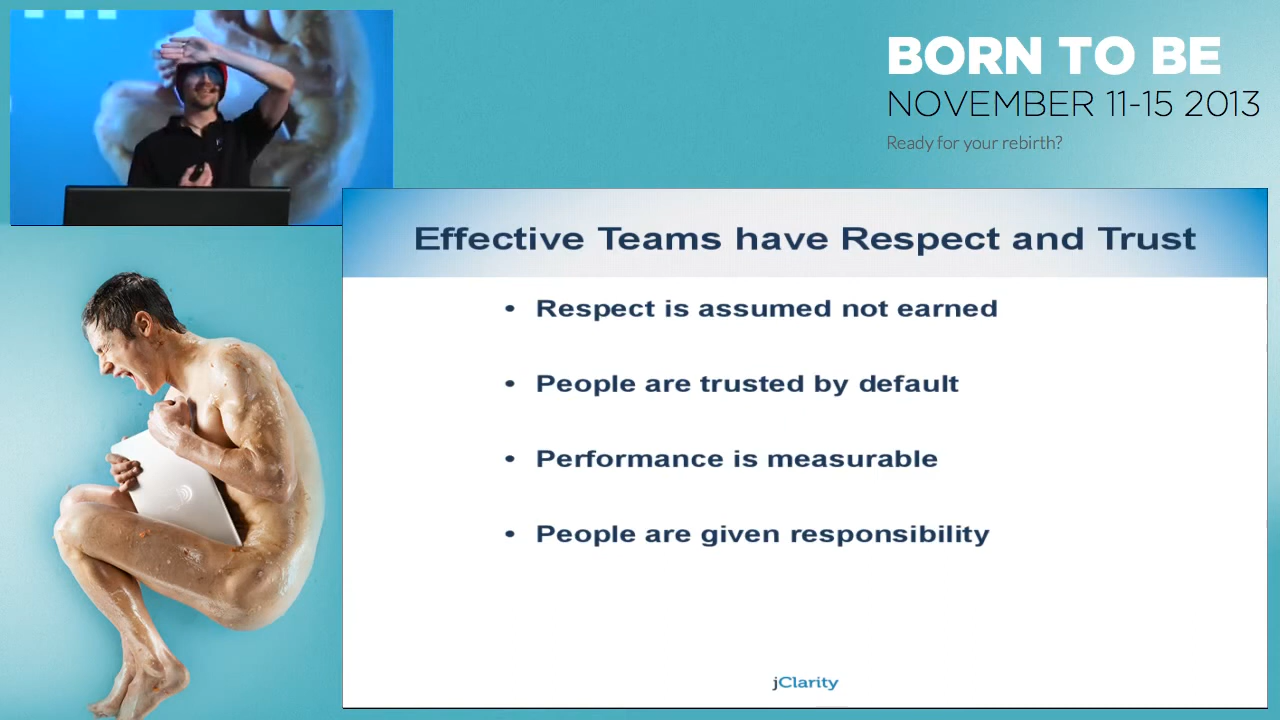 BORN TO BE
NOVEMBER 11-15 2013
Ready for your rebirth?
Effective Teams have Respect and Trust
• Respect is assumed not earned
• People are trusted by default
• Performance is measurable
• People are given responsibility
jClarity